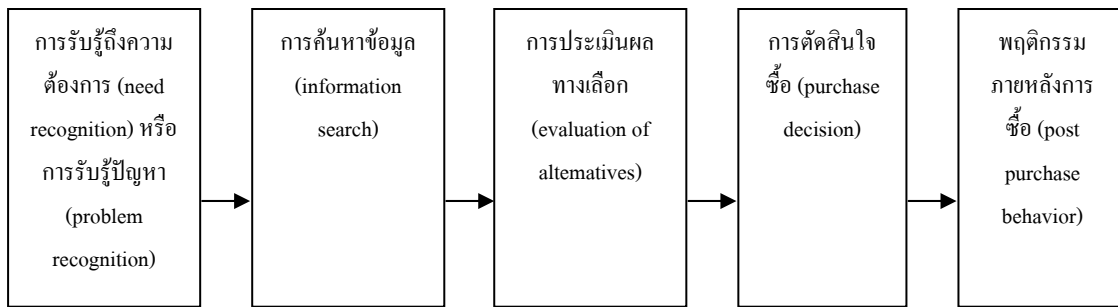 การรับรู้ถึงความ
ต้องการ (need
recognition) หรือ
การรับรู้ปัญหา
(problem
recognition)
การค้นหาข้อมูล
(information
search)
การประเมินผล
ทางเลือก
(evaluation of
altematives)
การตัดสินใจ
ซื้อ (purchase
decision)
พฤติกรรม
ภายหลังการ
ซื้อ (post
purchase
behavior)